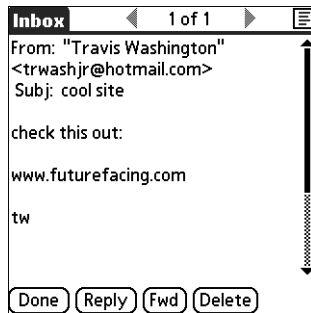 Inbox 1 of 1
From: "Travis Washington"
<trwashjr@hotmail.com>
Subj: cool site
check this out:
www.futurefacing.com
tw
Done Reply Fwd Delete